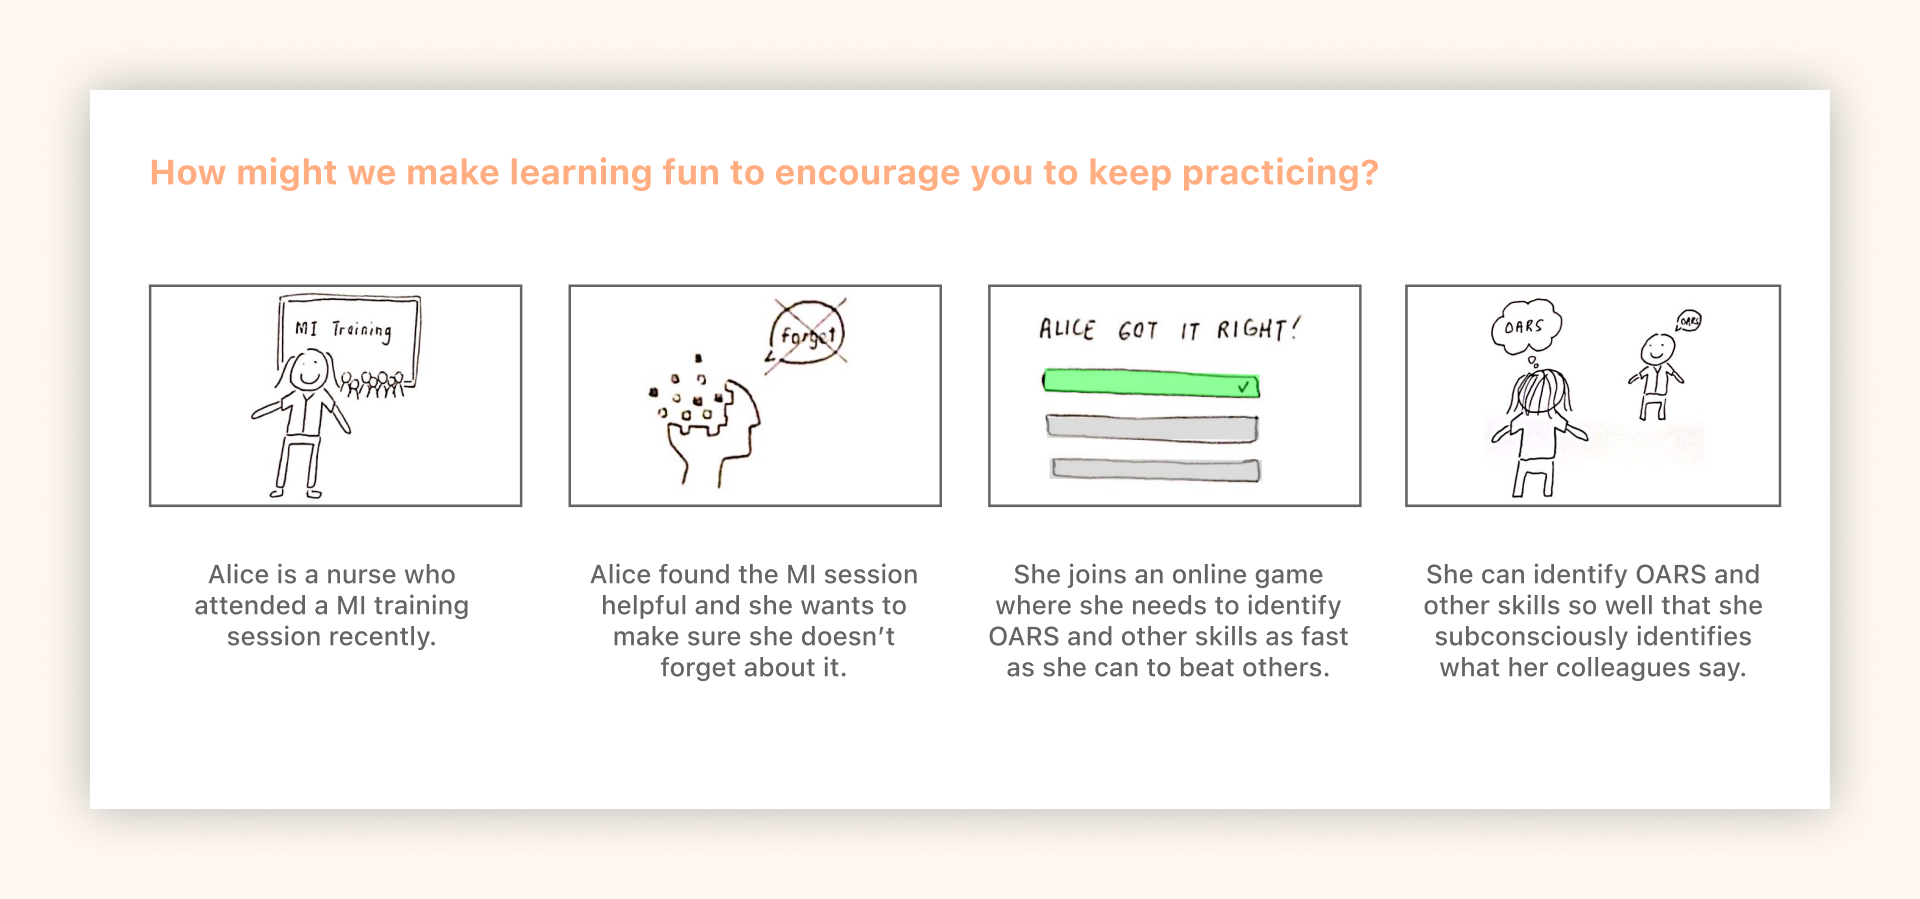 How might we make learning fun to encourage you to keep practicing?
MI Training
forget
ALICE GOT IT RIGHT!
OARS
OARS
Alice is a nurse who
attended a MI training
session recently.
Alice found the MI session
helpful and she wants to
make sure she doesn’t
forget about it.
She joins an online game
where she needs to identify
OARS and other skills as fast
as she can to beat others.
She can identify OARS and
other skills so well that she
subconsciously identifies
what her colleagues say.